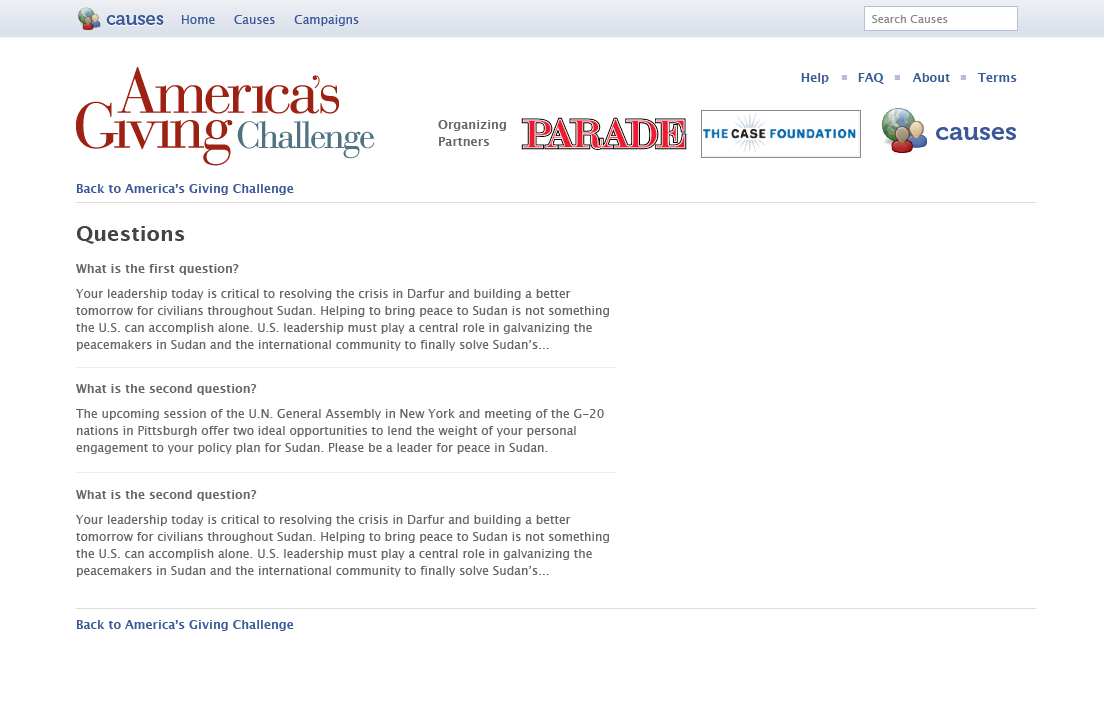 causes Home Causes Campaigns Search Causes
Help FAQ About Terms
America's
Giving Challenge
Organizing
Partners
PARADE
THE CASE FOUNDATION
causes
Back to America's Giving Challenge
Questions
What is the first question?
Your leadership today is critical to resolving the crisis in Darfur and building a better
tomorrow for civilians throughout Sudan. Helping to bring peace to Sudan is not something
the U.S. can accomplish alone. U.S. leadership must play a central role in galvanizing the
peacemakers in Sudan and the international community to finally solve Sudan's...
What is the second question?
The upcoming session of the U.N. General Assembly in New York and meeting of the G-20
nations in Pittsburgh offer two ideal opportunities to lend the weight of your personal
engagement to your policy plan for Sudan. Please be a leader for peace in Sudan.
What is the second question?
Your leadership today is critical to resolving the crisis in Darfur and building a better
tomorrow for civilians throughout Sudan. Helping to bring peace to Sudan is not something
the U.S. can accomplish alone. U.S. leadership must play a central role in galvanizing the
peacemakers in Sudan and the international community to finally solve Sudan's...
Back to America's Giving Challenge